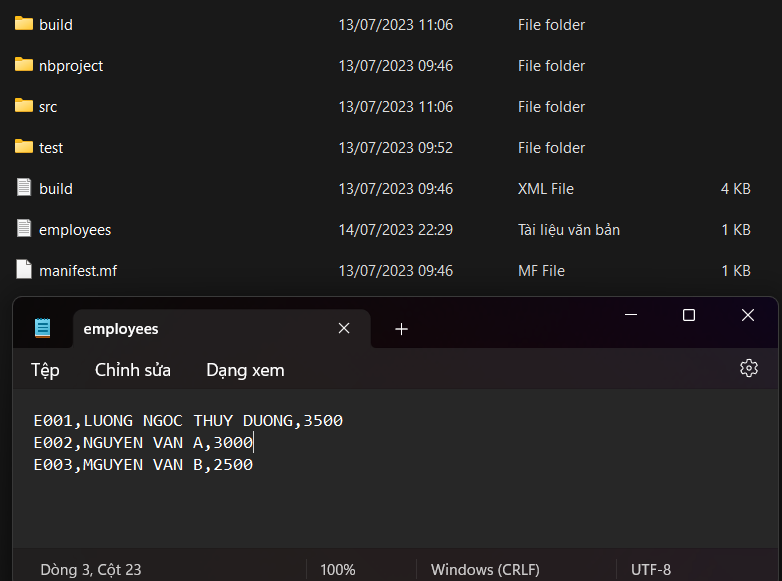 build 13/07/2023 11:06 File folder
nbproject 13/07/2023 09:46 File folder
src 13/07/2023 11:06 File folder
test 13/07/2023 09:52 File folder
build 13/07/2023 09:46 XML File 4 KB
employees 14/07/2023 22:29 Tài liệu văn bản 1 KB
manifest.mf 13/07/2023 09:46 MF File 1 KB
employees
Tệp Chỉnh sửa Dạng xem
E001,LUONG NGOC THUY DUONG,3500
E002,NGUYEN VAN A,3000
E003,MGUYEN VAN B,2500
Dòng 3, Cột 23 100% Windows (CRLF) UTF-8